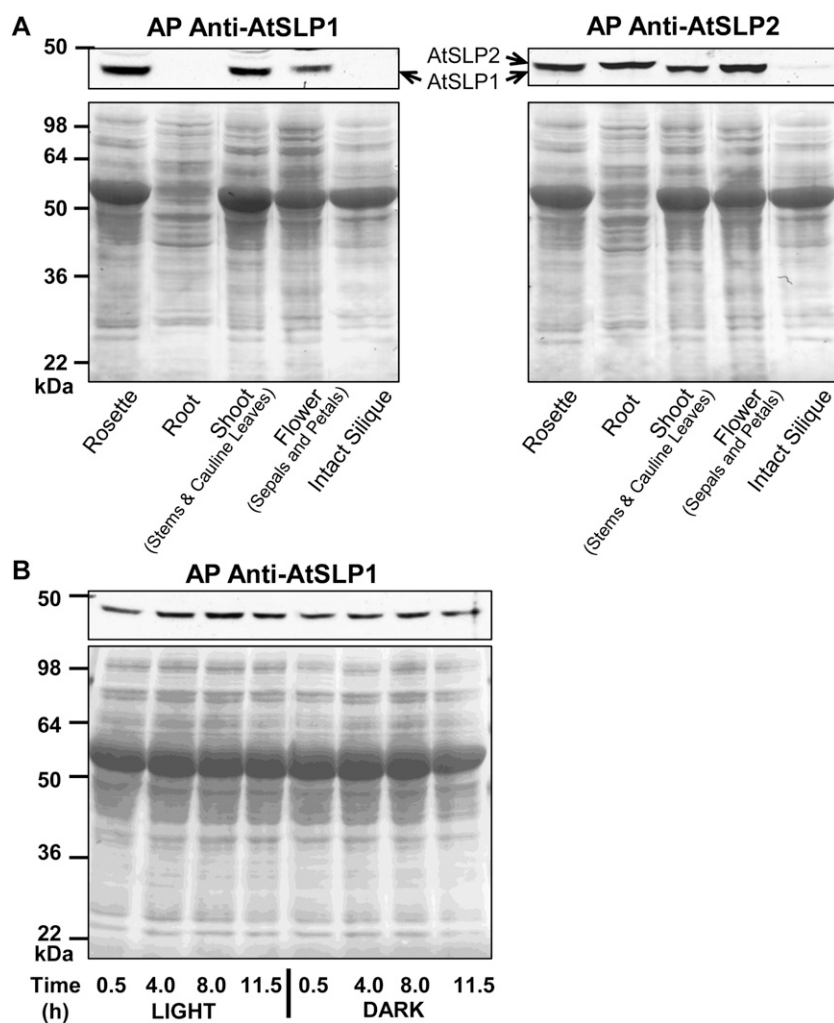 A
AP Anti-AtSLP1
AP Anti-AtSLP2
50
AtSLP2
AtSLP1
98
64
50
36
22
kDa
Rosette
Root
Shoot
(Stems & Cauline Leaves)
Flower
(Sepals and Petals)
Intact Silique
Rosette
Root
Shoot
(Stems & Cauline Leaves)
Flower
(Sepals and Petals)
Intact Silique
B
AP Anti-AtSLP1
50
98
64
50
36
22
kDa
Time 0.5 4.0 8.0 11.5 0.5 4.0 8.0 11.5
(h) LIGHT DARK